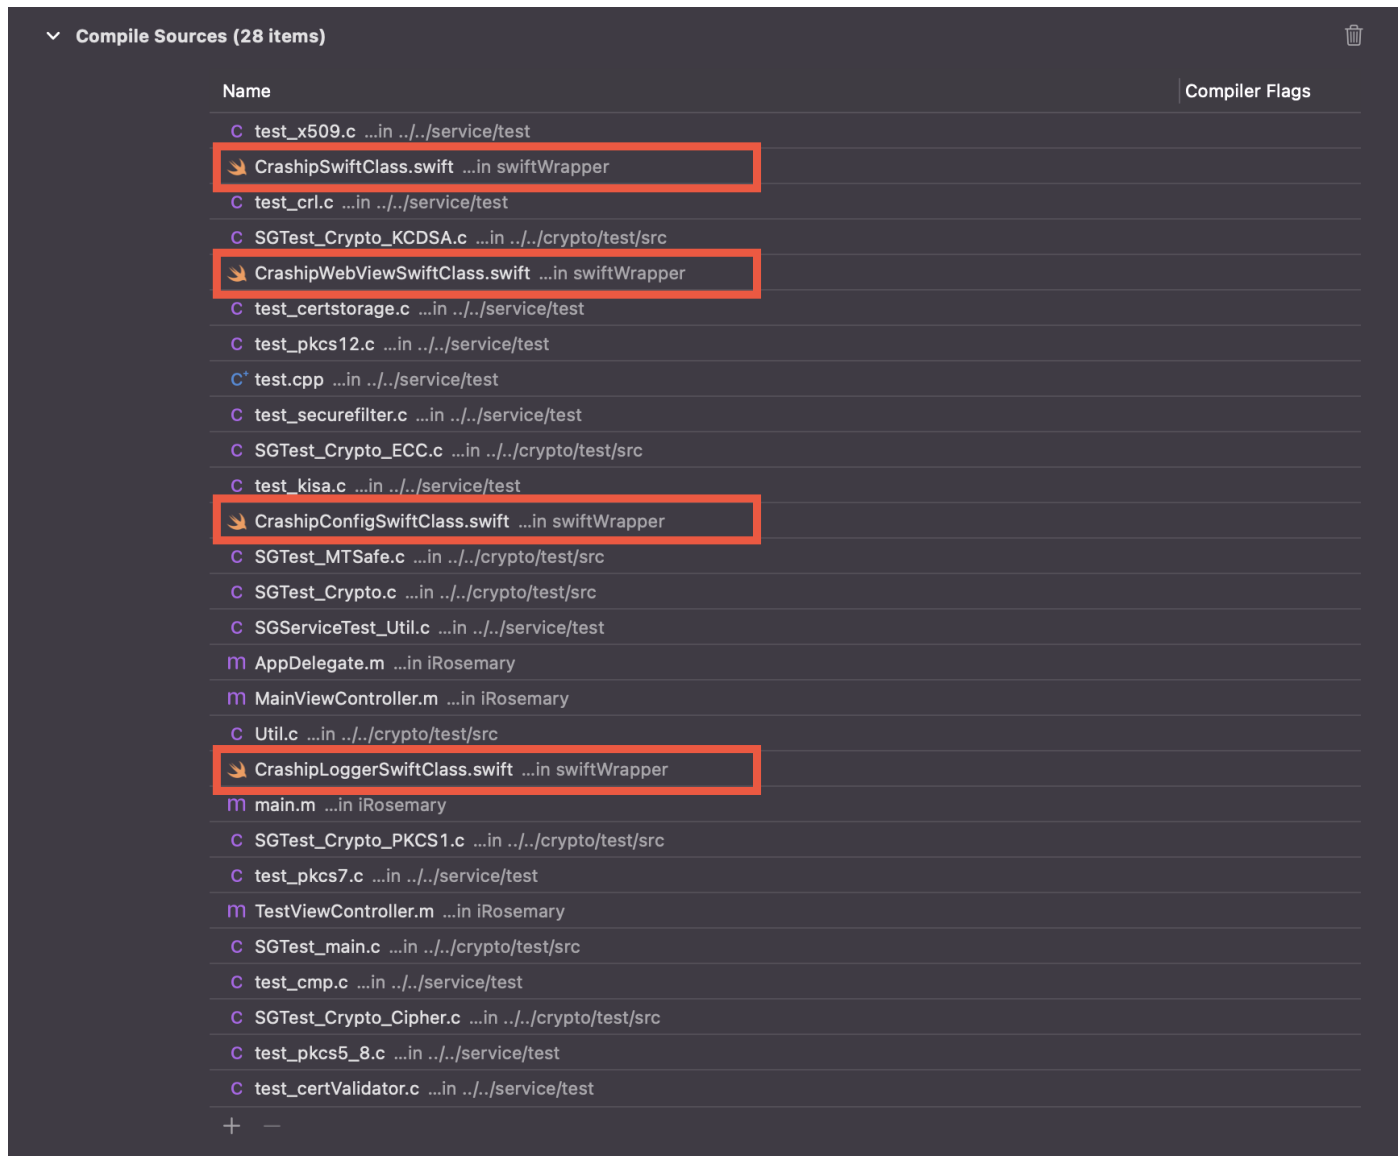 Compile Sources (28 items)
Name Compiler Flags
test_x509.c ...in ../../service/test
Craship​SwiftClass.swift ...in swiftWrapper
test_crl.c ...in ../../service/test
SGTest_Crypto_KCDSA.c ...in ../../crypto/test/src
CrashipWebViewSwiftClass.swift ...in swiftWrapper
test_certstorage.c ...in ../../service/test
test_pkcs12.c ...in ../../service/test
test.cpp ...in ../../service/test
test_securefilter.c ...in ../../service/test
SGTest_Crypto_ECC.c ...in ../../crypto/test/src
test_kisa.c ...in ../../service/test
CrashipConfigSwiftClass.swift ...in swiftWrapper
SGTest_MTSafe.c ...in ../../crypto/test/src
SGTest_Crypto.c ...in ../../crypto/test/src
SGServiceTest_Util.c ...in ../../service/test
AppDelegate.m ...in iRosemary
MainViewController.m ...in iRosemary
Util.c ...in ../../crypto/test/src
CrashipLoggerSwiftClass.swift ...in swiftWrapper
main.m ...in iRosemary
SGTest_Crypto_PKCS1.c ...in ../../crypto/test/src
test_pkcs7.c ...in ../../service/test
TestViewController.m ...in iRosemary
SGTest_main.c ...in ../../crypto/test/src
test_cmp.c ...in ../../service/test
SGTest_Crypto_Cipher.c ...in ../../crypto/test/src
test_pkcs5_8.c ...in ../../service/test
test_certValidator.c ...in ../../service/test